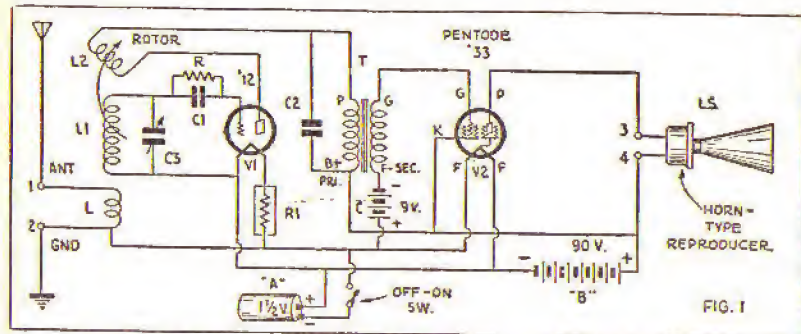 PENTODE
'33
ROTOR
L2
R
'12
T
C2
P
G
G
P
L.S.
L1
C1
C3
V1
K
3
4
B+
PRI.
F-SEC.
F
V2
F
ANT
1
L
2
GND
R1
-
C
9V.
+
HORN-
TYPE
REPRODUCER
90 V.
-
+
"B"
"A"
1½V
+
-
OFF-ON
SW.
FIG. 1